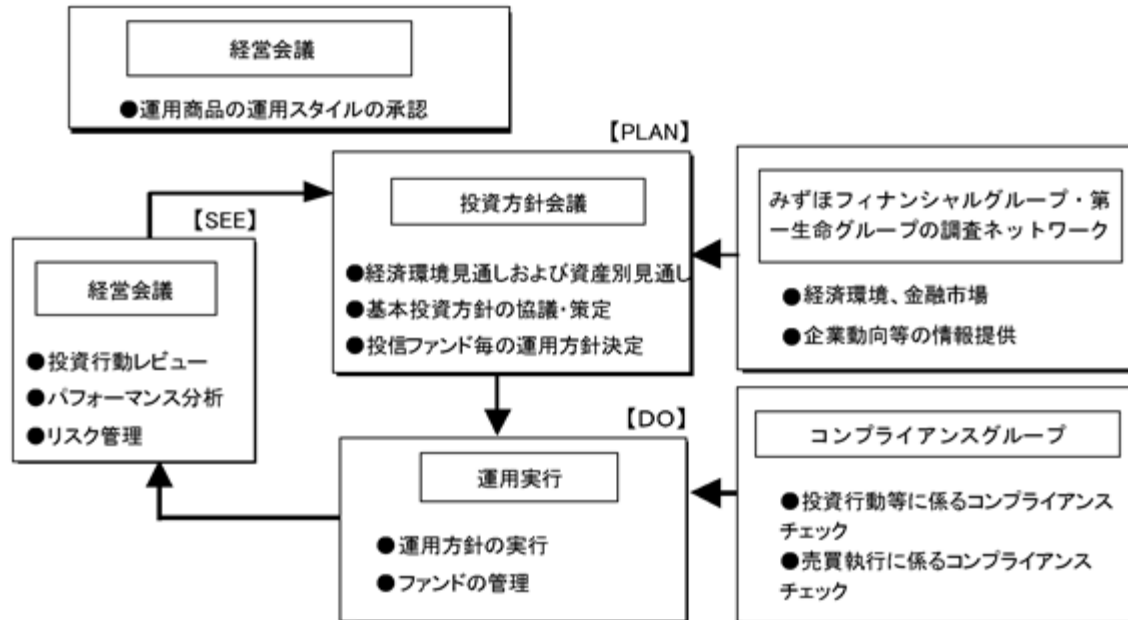 経営会議
●運用商品の運用スタイルの承認
【PLAN】
投資方針会議
●経済環境見通しおよび資産別見通し
●基本投資方針の協議・策定
●投信ファンド毎の運用方針決定
みずほフィナンシャルグループ・第
一生命グループの調査ネットワーク
●経済環境、金融市場
●企業動向等の情報提供
【SEE】
経営会議
●投資行動レビュー
●パフォーマンス分析
●リスク管理
【DO】
運用実行
●運用方針の実行
●ファンドの管理
コンプライアンスグループ
●投資行動等に係るコンプライアンス
チェック
●売買執行に係るコンプライアンス
チェック